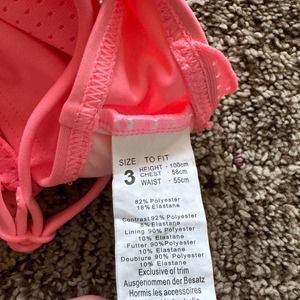 SIZE TO FIT
3 HEIGHT - 100cm
CHEST - 58cm
WAIST - 55cm
82% Polyester
18% Elastane
Contrast 92% Polyester
8% Elastane
Lining 90% Polyester
10% Elastane
Futter 90% Polyester
10% Elastane
Doublure 90% Polyester
10% Elastane
Exclusive of trim
Ausgenommen der Besatz
Hormis les accessoires